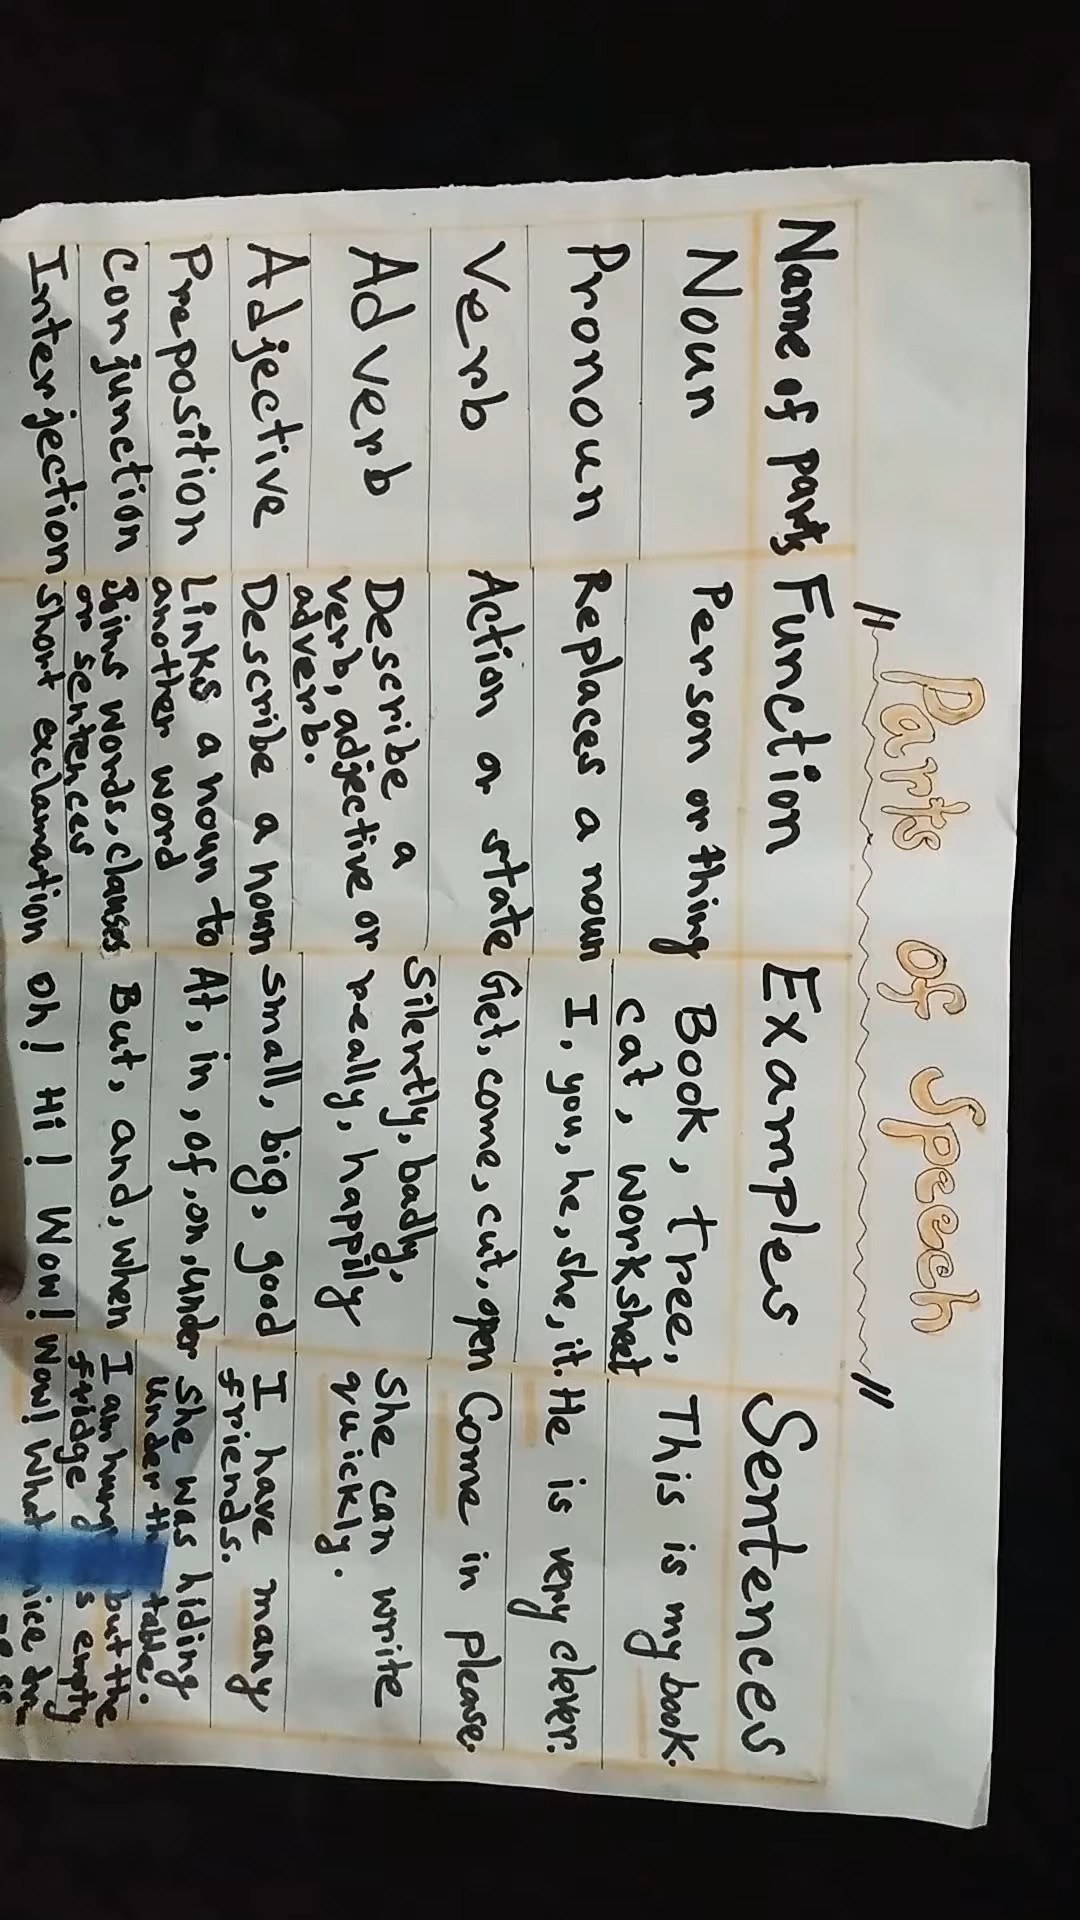 "Parts of Speech"
Name of parts Function Examples Sentences
Noun Person or thing Book, tree, This is my book.
cat, worksheet
Pronoun Replaces a noun I, you, he, she, it. He is very clever.
Verb Action or state Get, come, cut, open Come in please.
Adverb Describe a Silently, badly, She can write
verb, adjective or really, happily quickly.
adverb.
Adjective Describe a noun small, big, good I have many
friends.
Preposition Links a noun to At, in, of, on, under She was hiding
another word under table.
Conjunction Joins words, clauses But, and, when I am but the
or sentences fridge empty
Interjection Short exclamation Oh! Hi! Wow! Wow! What